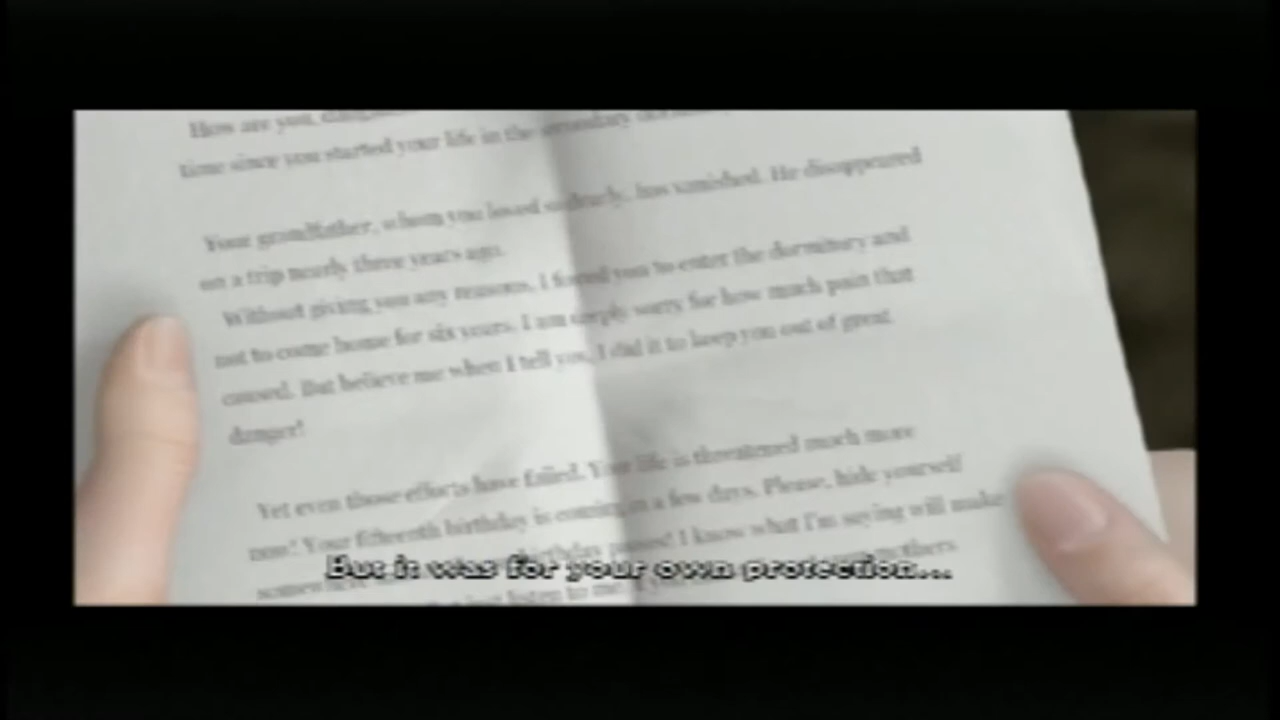 How are you,
time since you started your life in the secondary
Your grandfather, whom you loved so dearly, has vanished. He disappeared
on a trip nearly three years ago.
Without giving you any reasons, I forced you to enter the dormitory and
not to come home for six years. I am deeply sorry for how much pain that
caused. But believe me when I tell you, I did it to keep you out of great
danger!
Yet even those efforts have failed. Your life is threatened much more
now! Your fifteenth birthday is coming in a few days. Please, hide yourself
birthday passes! I know what I'm saying will make
just listen to me
But it was for your own protection...